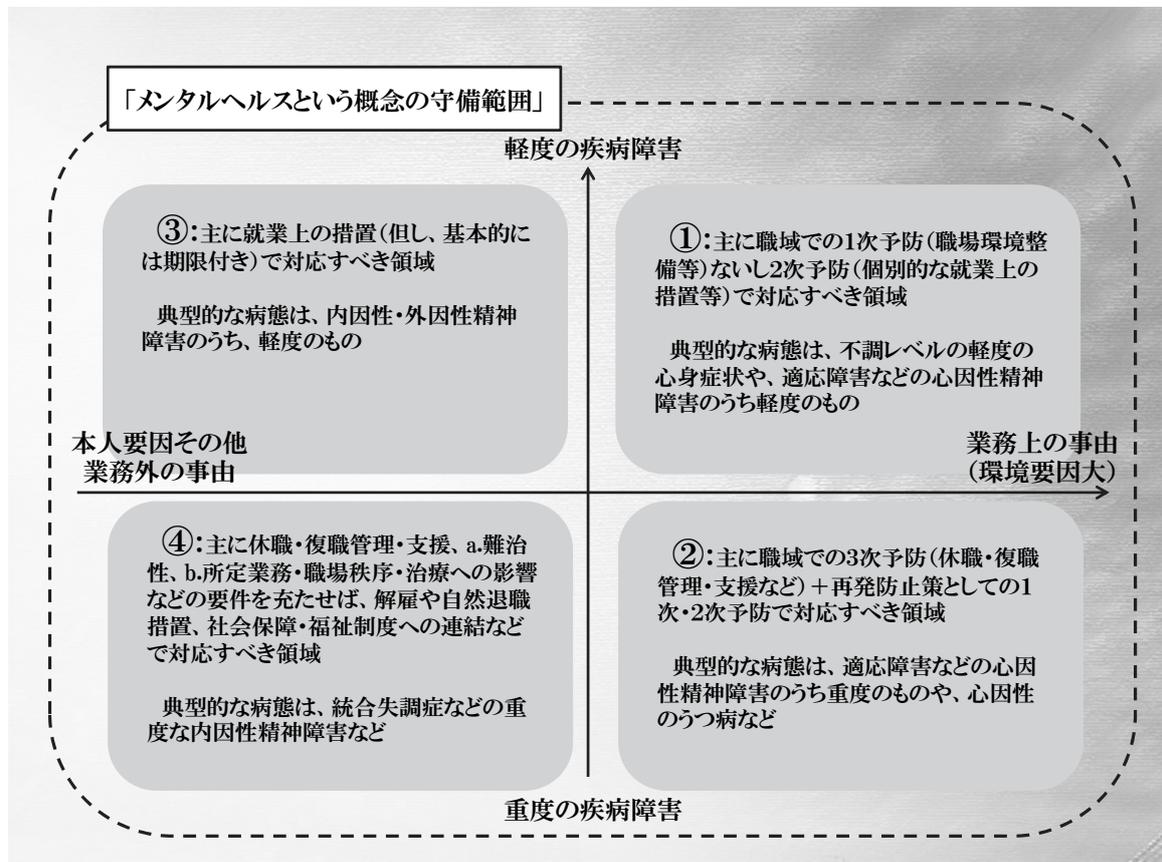 「メンタルヘルスという概念の守備範囲」
軽度の疾病障害
③:主に就業上の措置(但し、基本的に
は期限付き)で対応すべき領域
典型的な病態は、内因性・外因性精神
障害のうち、軽度のもの
①:主に職域での1次予防(職場環境整
備等)ないし2次予防(個別的な就業上の
措置等)で対応すべき領域
典型的な病態は、不調レベルの軽度の
心身症状や、適応障害などの心因性精神
障害のうち軽度のもの
本人要因その他
業務外の事由
業務上の事由
(環境要因大)
④:主に休職・復職管理・支援、a.難治
性、b.所定業務・職場秩序・治療への影響
などの要件を充たせば、解雇や自然退職
措置、社会保障・福祉制度への連結など
で対応すべき領域
典型的な病態は、統合失調症などの重
度な内因性精神障害など
②:主に職域での3次予防(休職・復職
管理・支援など)+再発防止策としての1
次・2次予防で対応すべき領域
典型的な病態は、適応障害などの心因
性精神障害のうち重度のものや、心因性
のうつ病など
重度の疾病障害